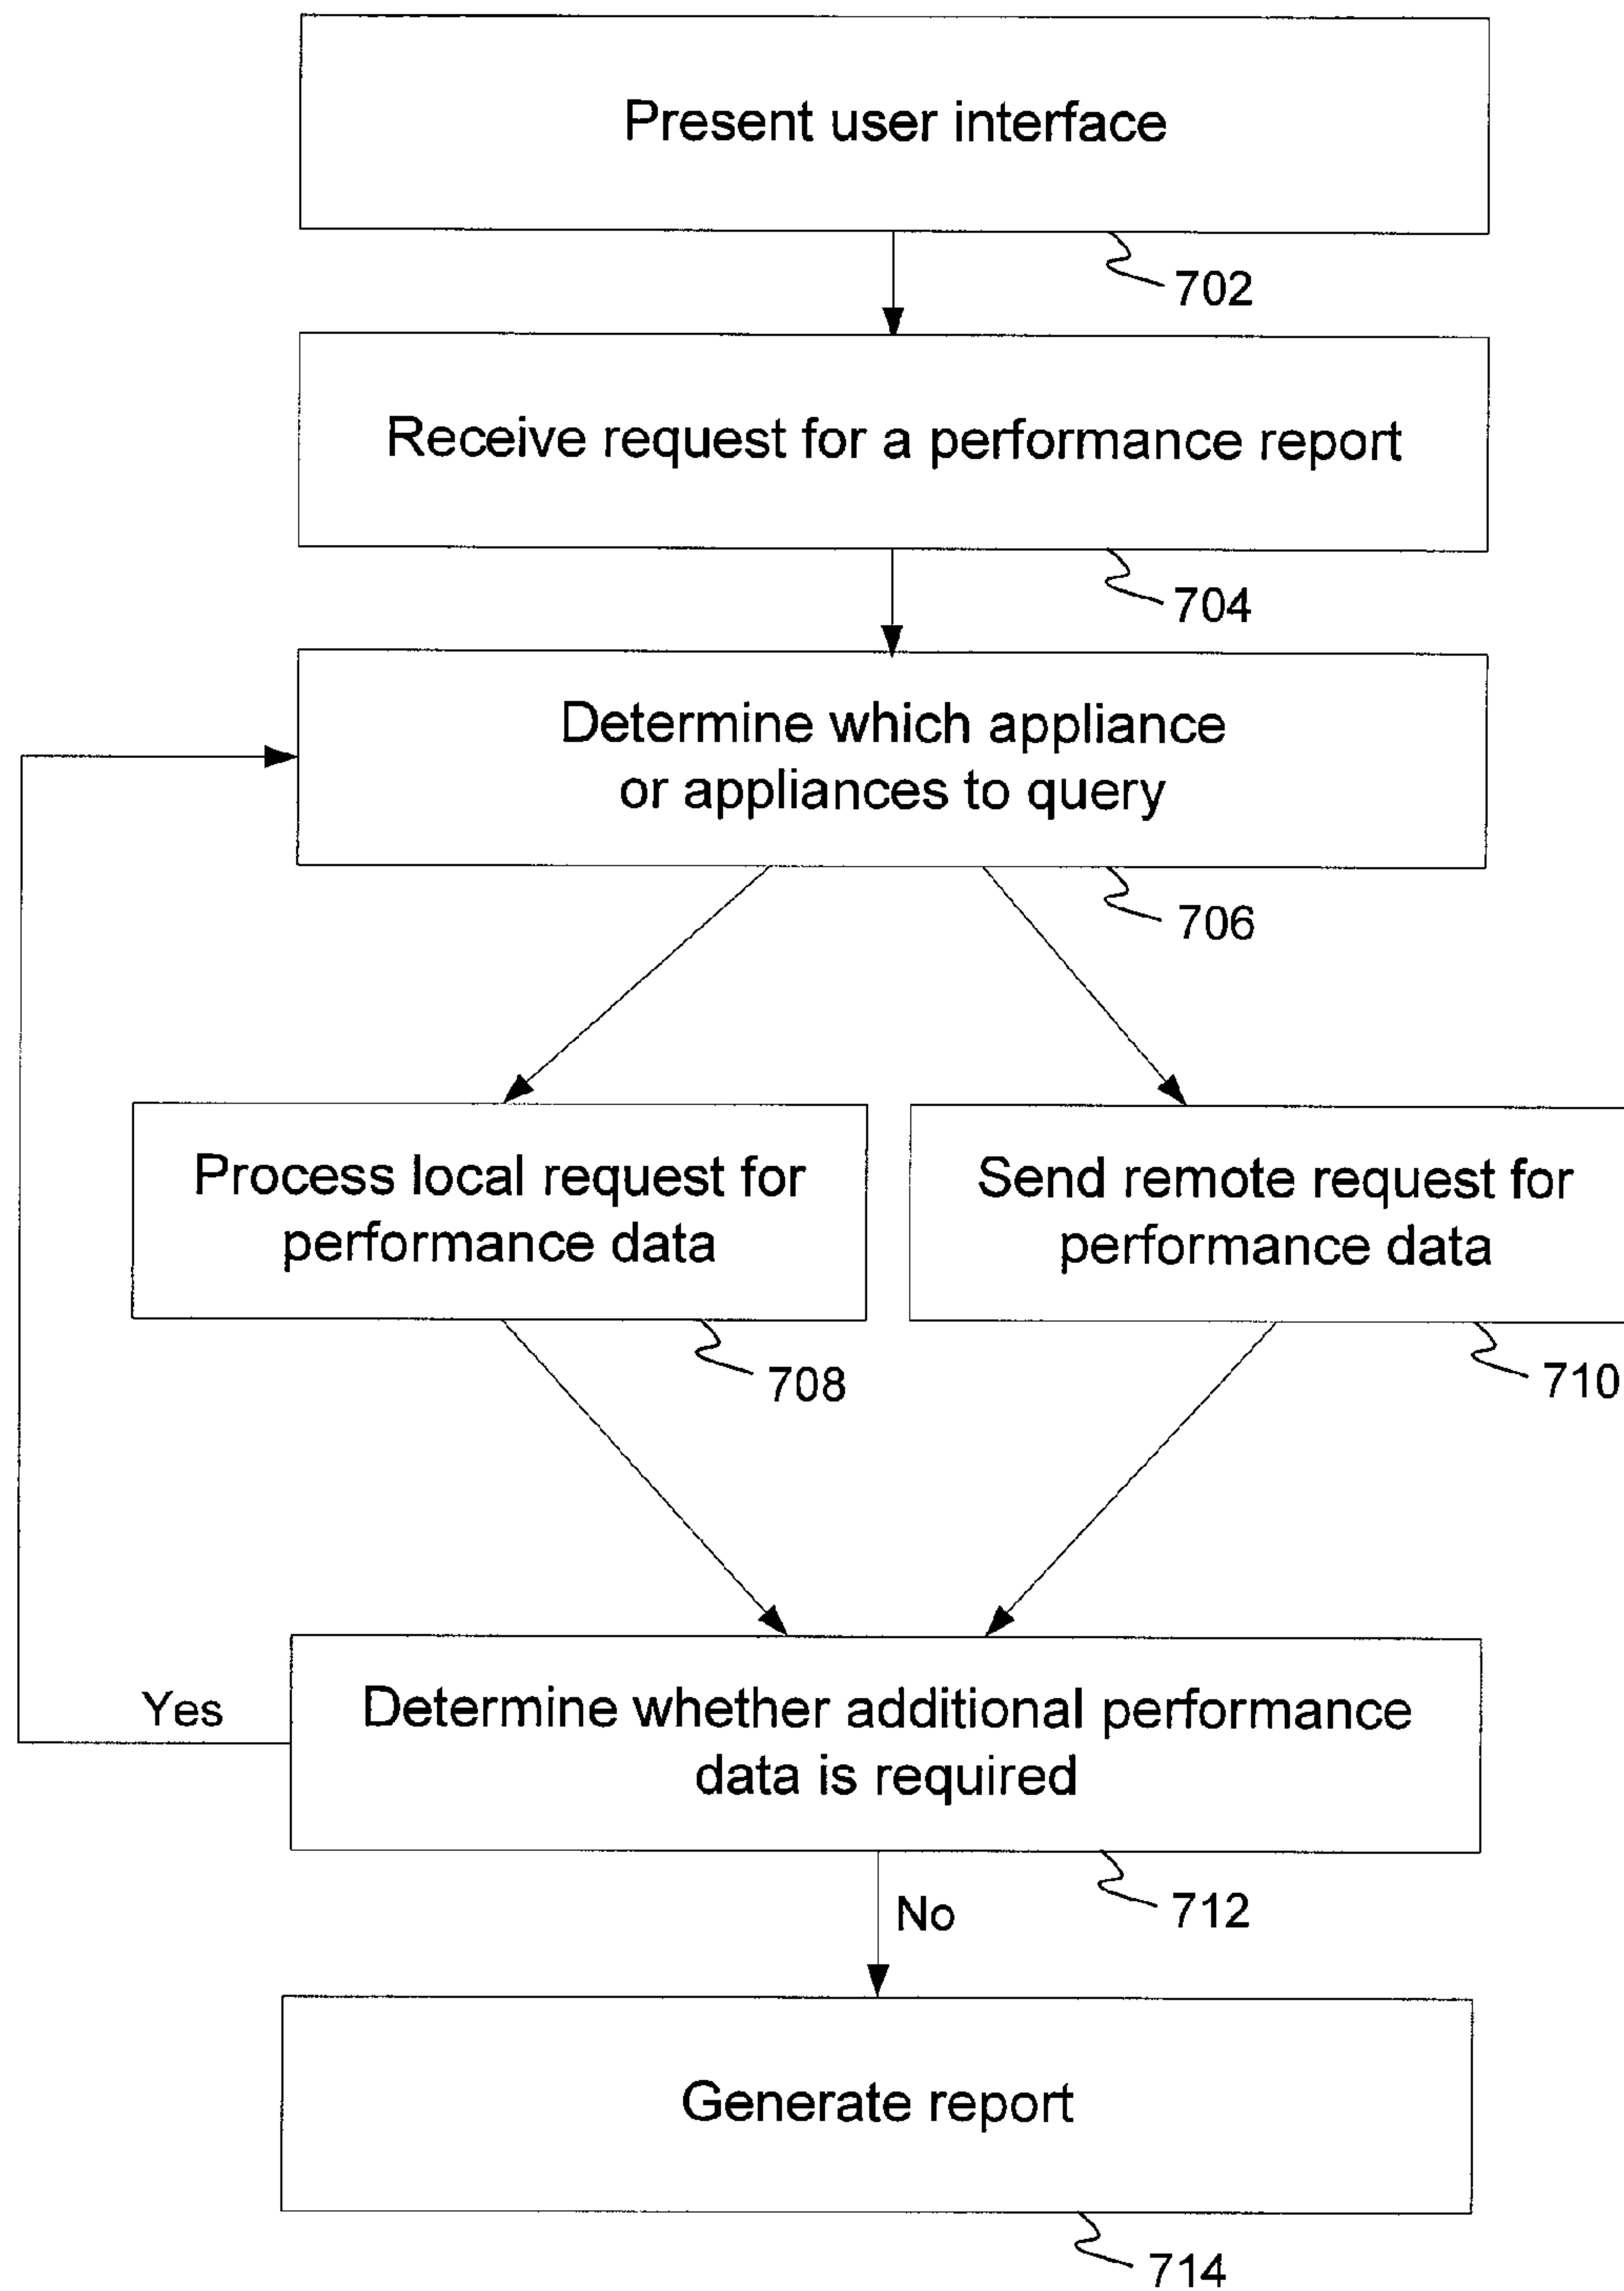 Present user interface
702
Receive request for a performance report
704
Determine which appliance
or appliances to query
706
Process local request for
performance data
708
Send remote request for
performance data
710
Determine whether additional performance
data is required
Yes
712
No
Generate report
714